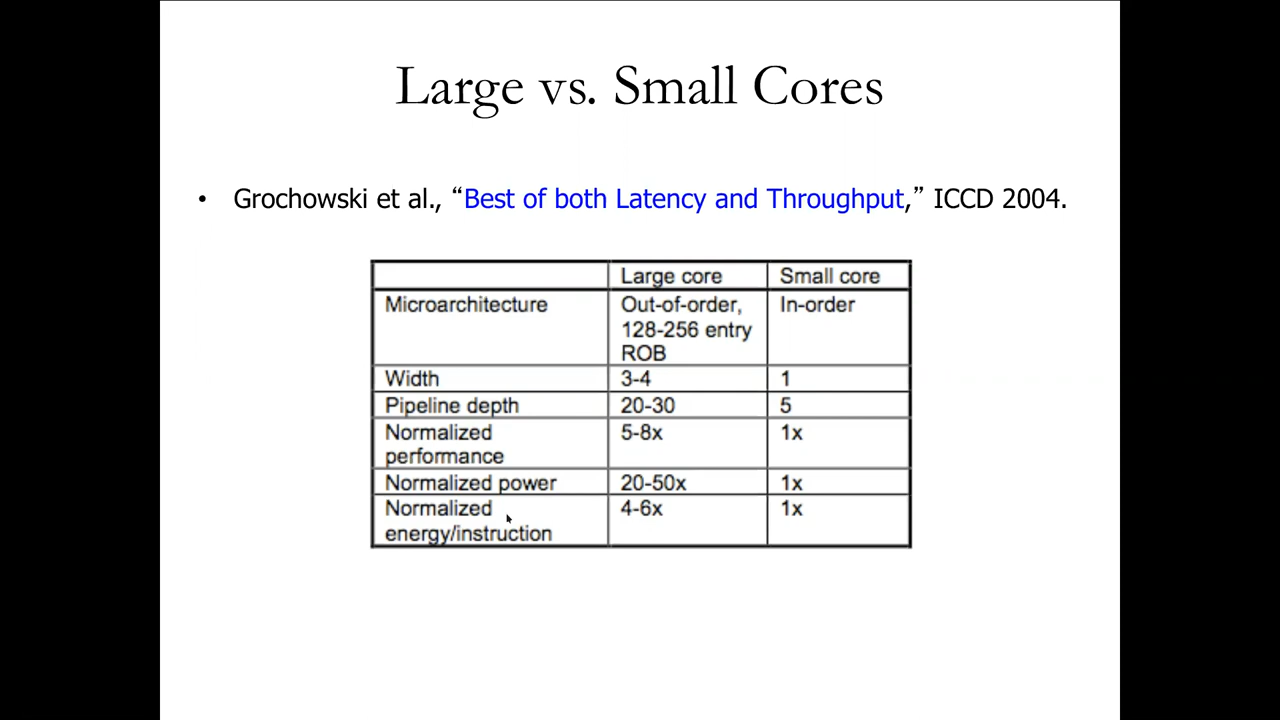 Large vs. Small Cores
• Grochowski et al., “Best of both Latency and Throughput,” ICCD 2004.
Large core Small core
Microarchitecture Out-of-order, In-order
128-256 entry
ROB
Width 3-4 1
Pipeline depth 20-30 5
Normalized 5-8x 1x
performance
Normalized power 20-50x 1x
Normalized 4-6x 1x
energy/instruction